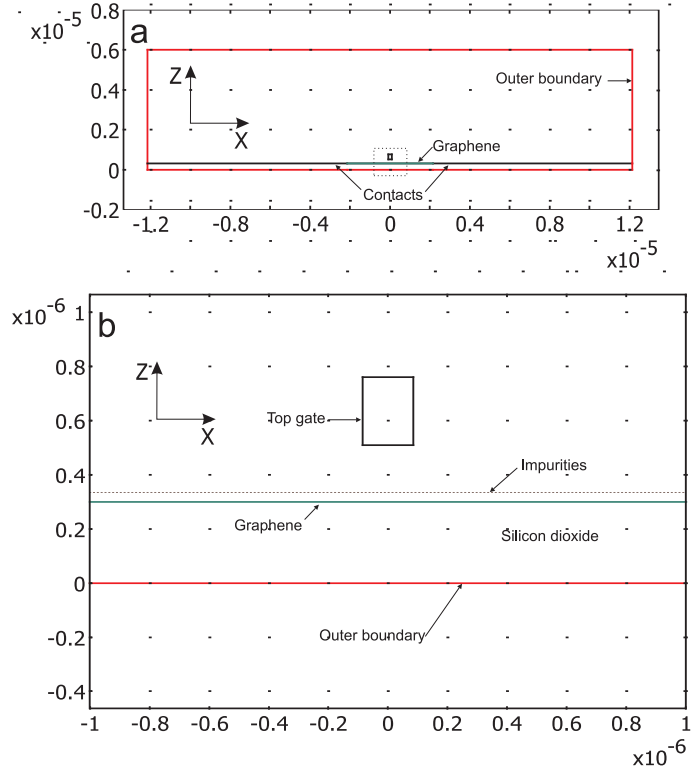 x10⁻⁵
0.8
a
0.6
Z
Outer boundary
0.4
X
0.2
Graphene
0
Contacts
-0.2
-1.2 -0.8 -0.4 0 0.4 0.8 1.2
x10⁻⁵
x10⁻⁶
1
b
0.8
Z
0.6
Top gate
X
Impurities
0.4
Graphene
Silicon dioxide
0.2
0
Outer boundary
-0.2
-0.4
-1 -0.8 -0.6 -0.4 -0.2 0 0.2 0.4 0.6 0.8 1
x10⁻⁶